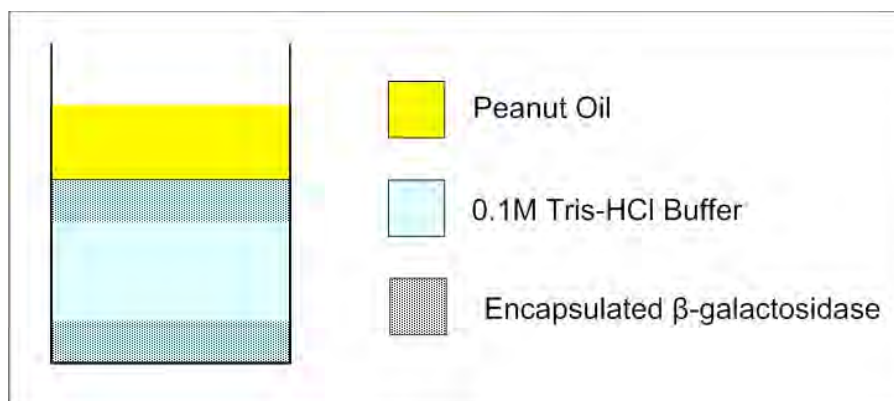 Peanut Oil
0.1M Tris-HCl Buffer
Encapsulated β-galactosidase